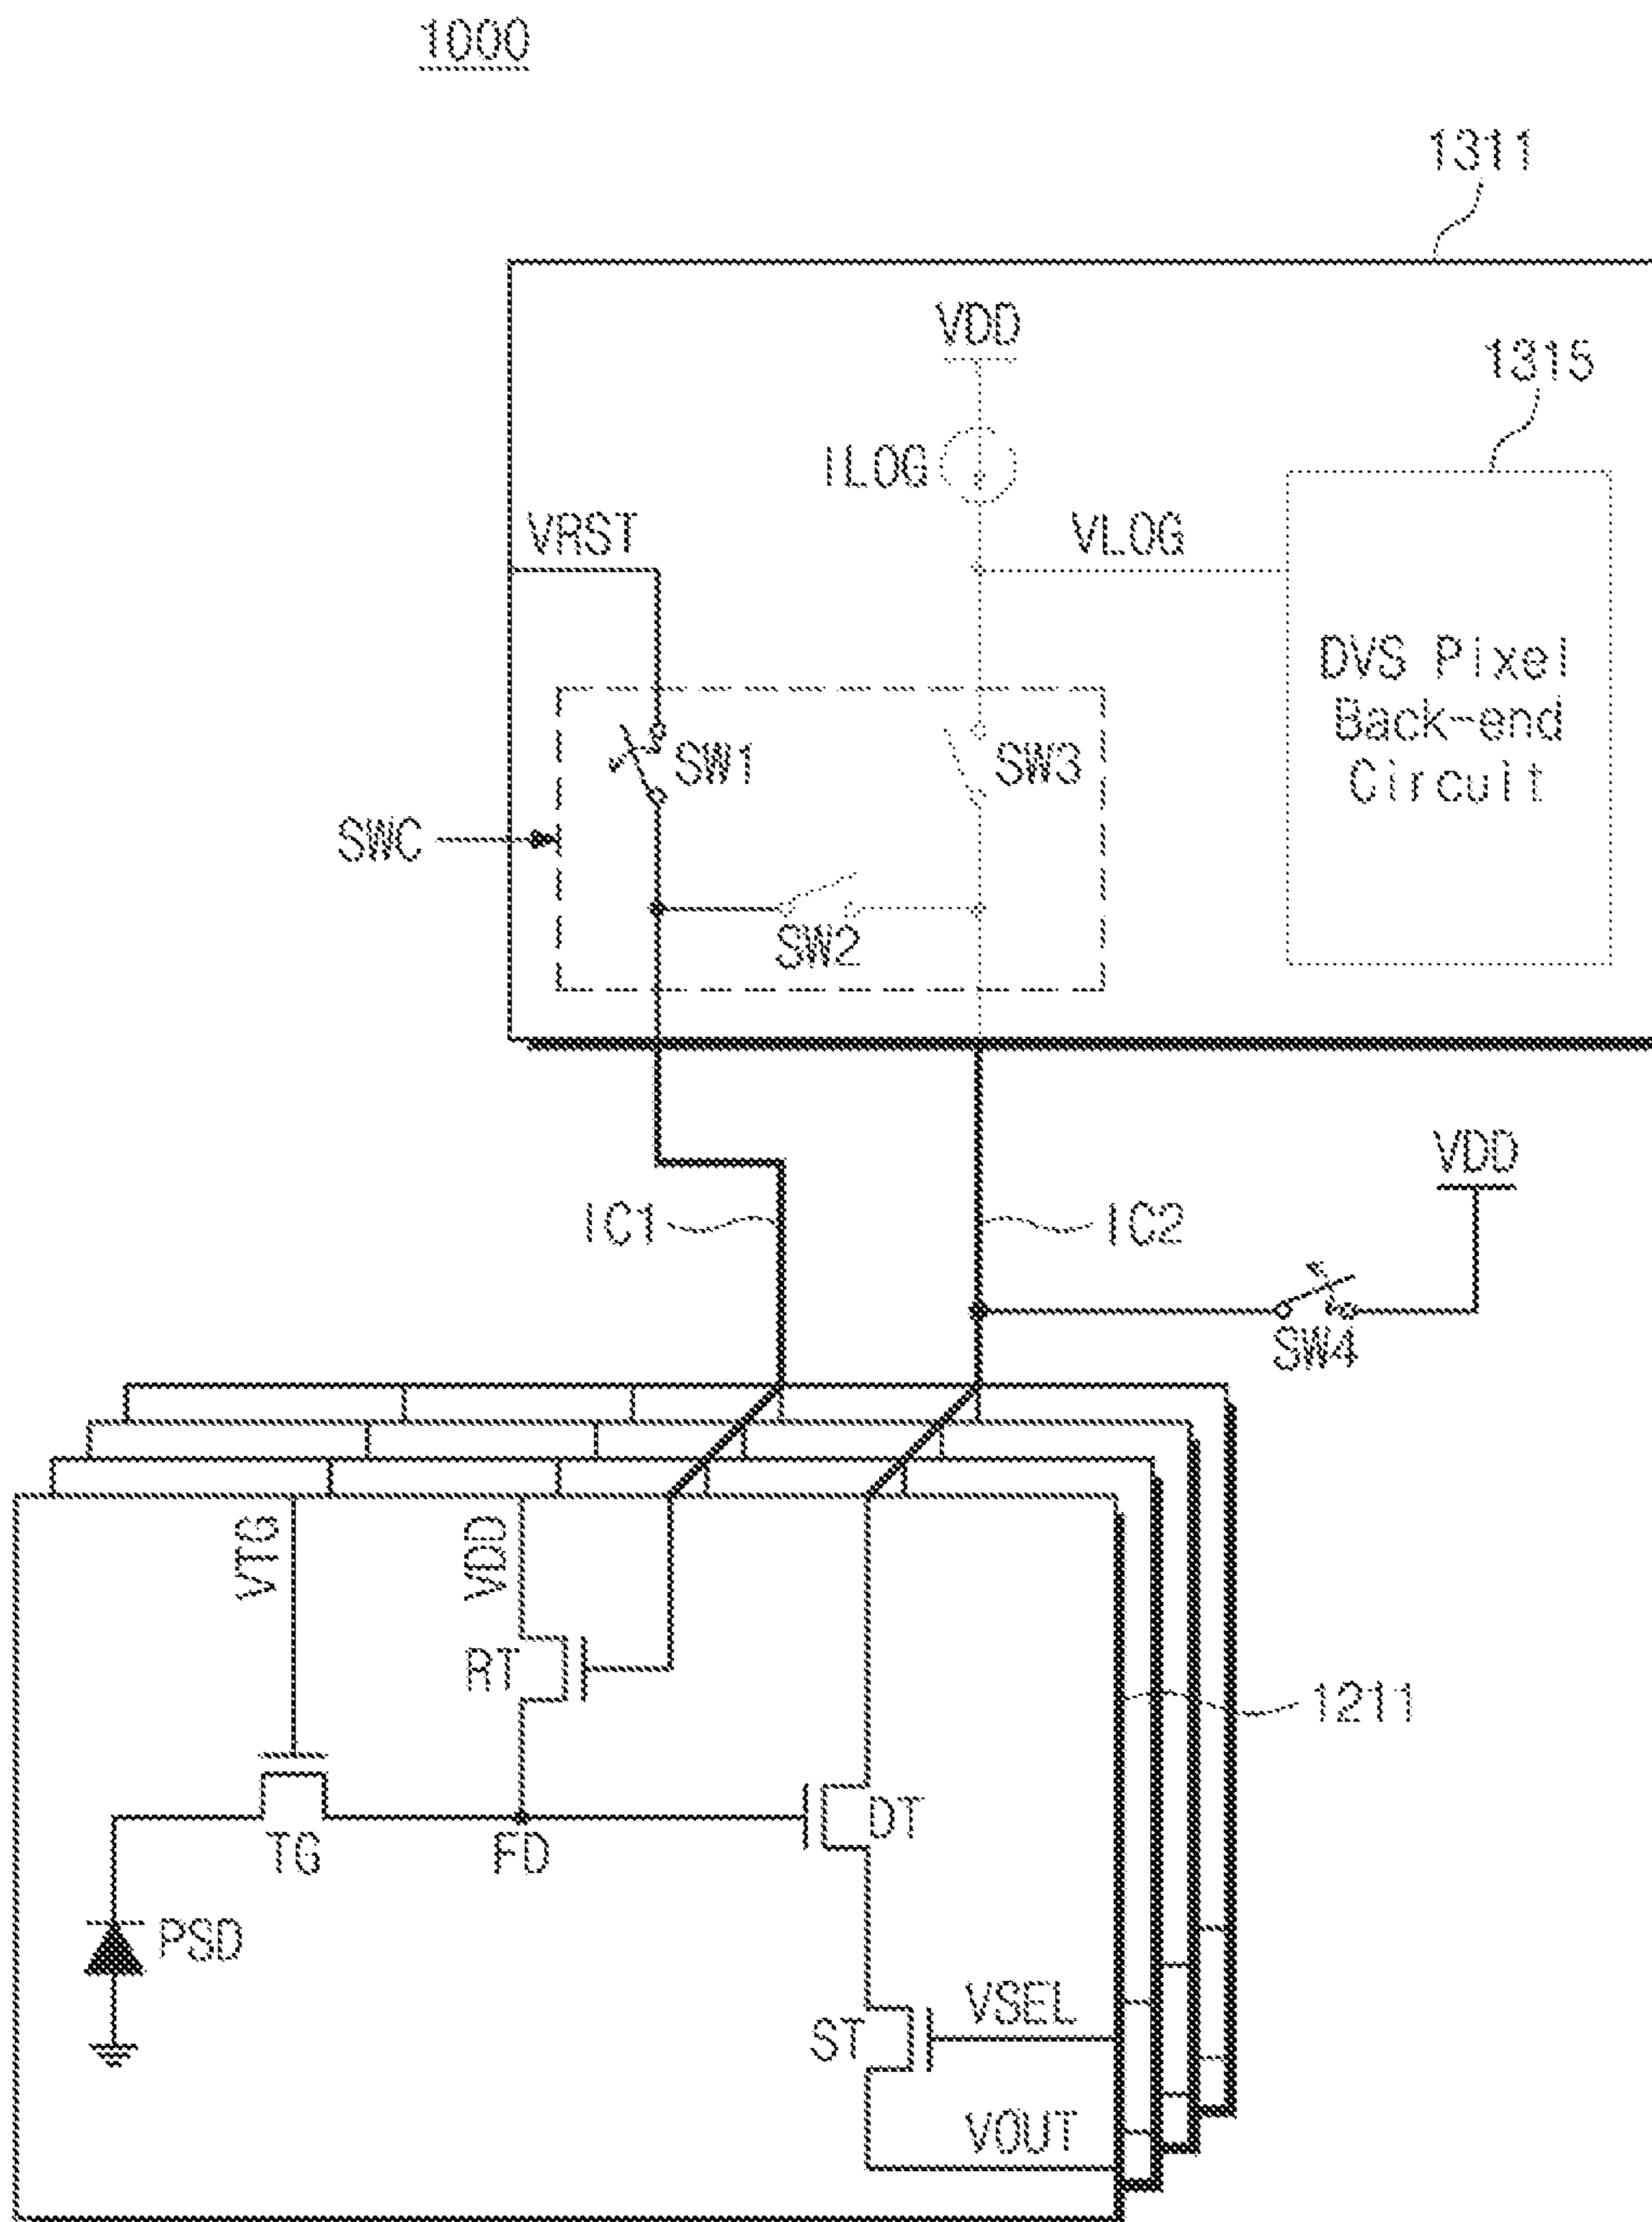 1000
1311
VDD
1315
ILOG
VRST
VLOG
DVS Pixel
Back-end
Circuit
SW1
SW3
SWC
SW2
VDD
IC1
IC2
SW4
VTG
VDD
RT
1211
DT
TG
FD
PSD
VSEL
ST
VOUT